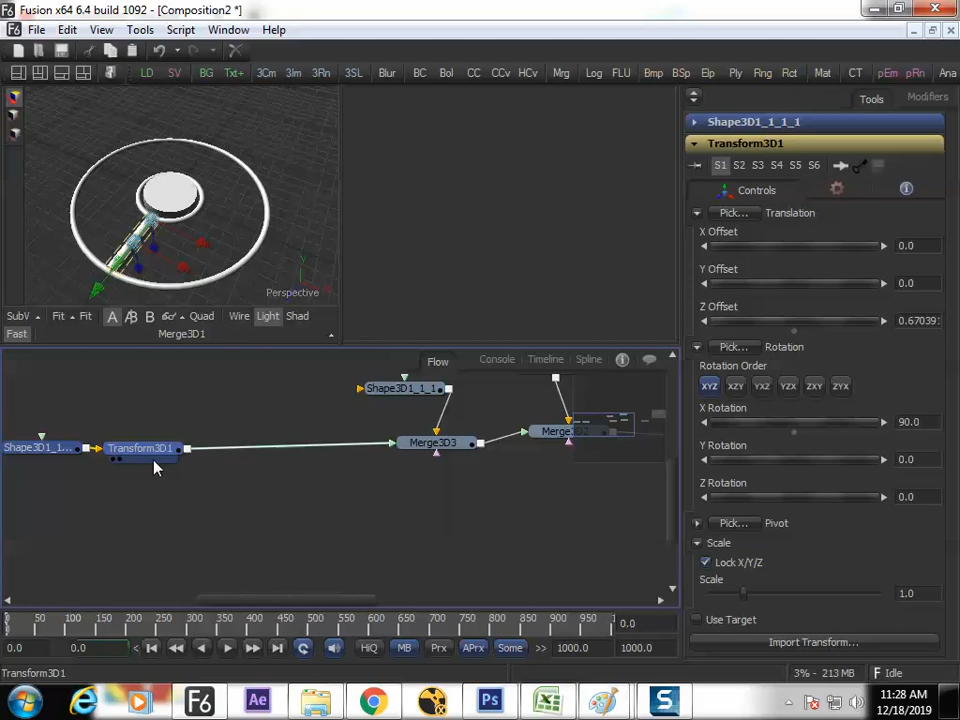 Fusion x64 6.4 build 1092 - [Composition2 *]
File Edit View Tools Script Window Help
LD SV BG Txt+ 3Cm 3Im 3Rn 3SL Blur BC Bol CC CCv HCv Mrg Log FLU Bmp BSp Elp Ply Rng Rct Mat CT pEm pRn Ana
Tools Modifiers
Shape3D1_1_1_1
Transform3D1
S1 S2 S3 S4 S5 S6
Controls
Pick... Translation
X Offset
0.0
Y Offset
0.0
Z Offset
0.67039
Pick... Rotation
Rotation Order
XYZ XZY YXZ YZX ZXY ZYX
X Rotation
90.0
Y Rotation
0.0
Z Rotation
0.0
Pick... Pivot
Scale
Lock X/Y/Z
Scale
1.0
Use Target
Import Transform...
Perspective
SubV Fit Fit A B Quad Wire Light Shad
Fast Merge3D1
Flow Console Timeline Spline
Shape3D1_1_1
Merge3D3
Shape3D1_1... Transform3D1
0 50 100 150 200 250 300 350 400 450 500 550 600 650 700 750 800 850 900 950
0.0
0.0 0.0 HiQ MB Prx APrx Some >> 1000.0 1000.0
Transform3D1
3% - 213 MB Idle
11:28 AM
12/18/2019